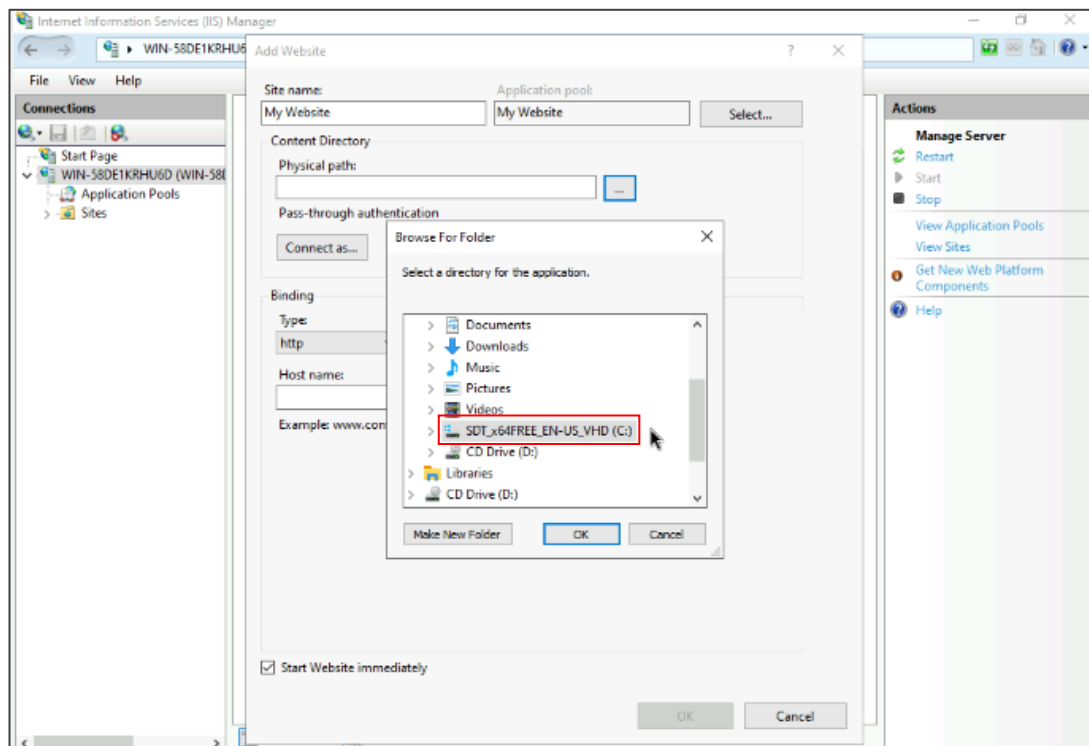 Internet Information Services (IIS) Manager
WIN-58DE1KRHU6
File View Help
Connections
Start Page
WIN-58DE1KRHU6D (WIN-58
Application Pools
Sites
Add Website
?
Site name:
Application pool:
My Website
My Website
Select...
Content Directory
Physical path:
...
Pass-through authentication
Connect as...
Binding
Type:
http
Host name:
Example: www.con
Browse For Folder
Select a directory for the application.
Documents
Downloads
Music
Pictures
Videos
SDT_x64FREE_EN-US_VHD (C:)
CD Drive (D:)
Libraries
CD Drive (D:)
Make New Folder
OK
Cancel
Start Website immediately
OK
Cancel
Actions
Manage Server
Restart
Start
Stop
View Application Pools
View Sites
Get New Web Platform
Components
Help